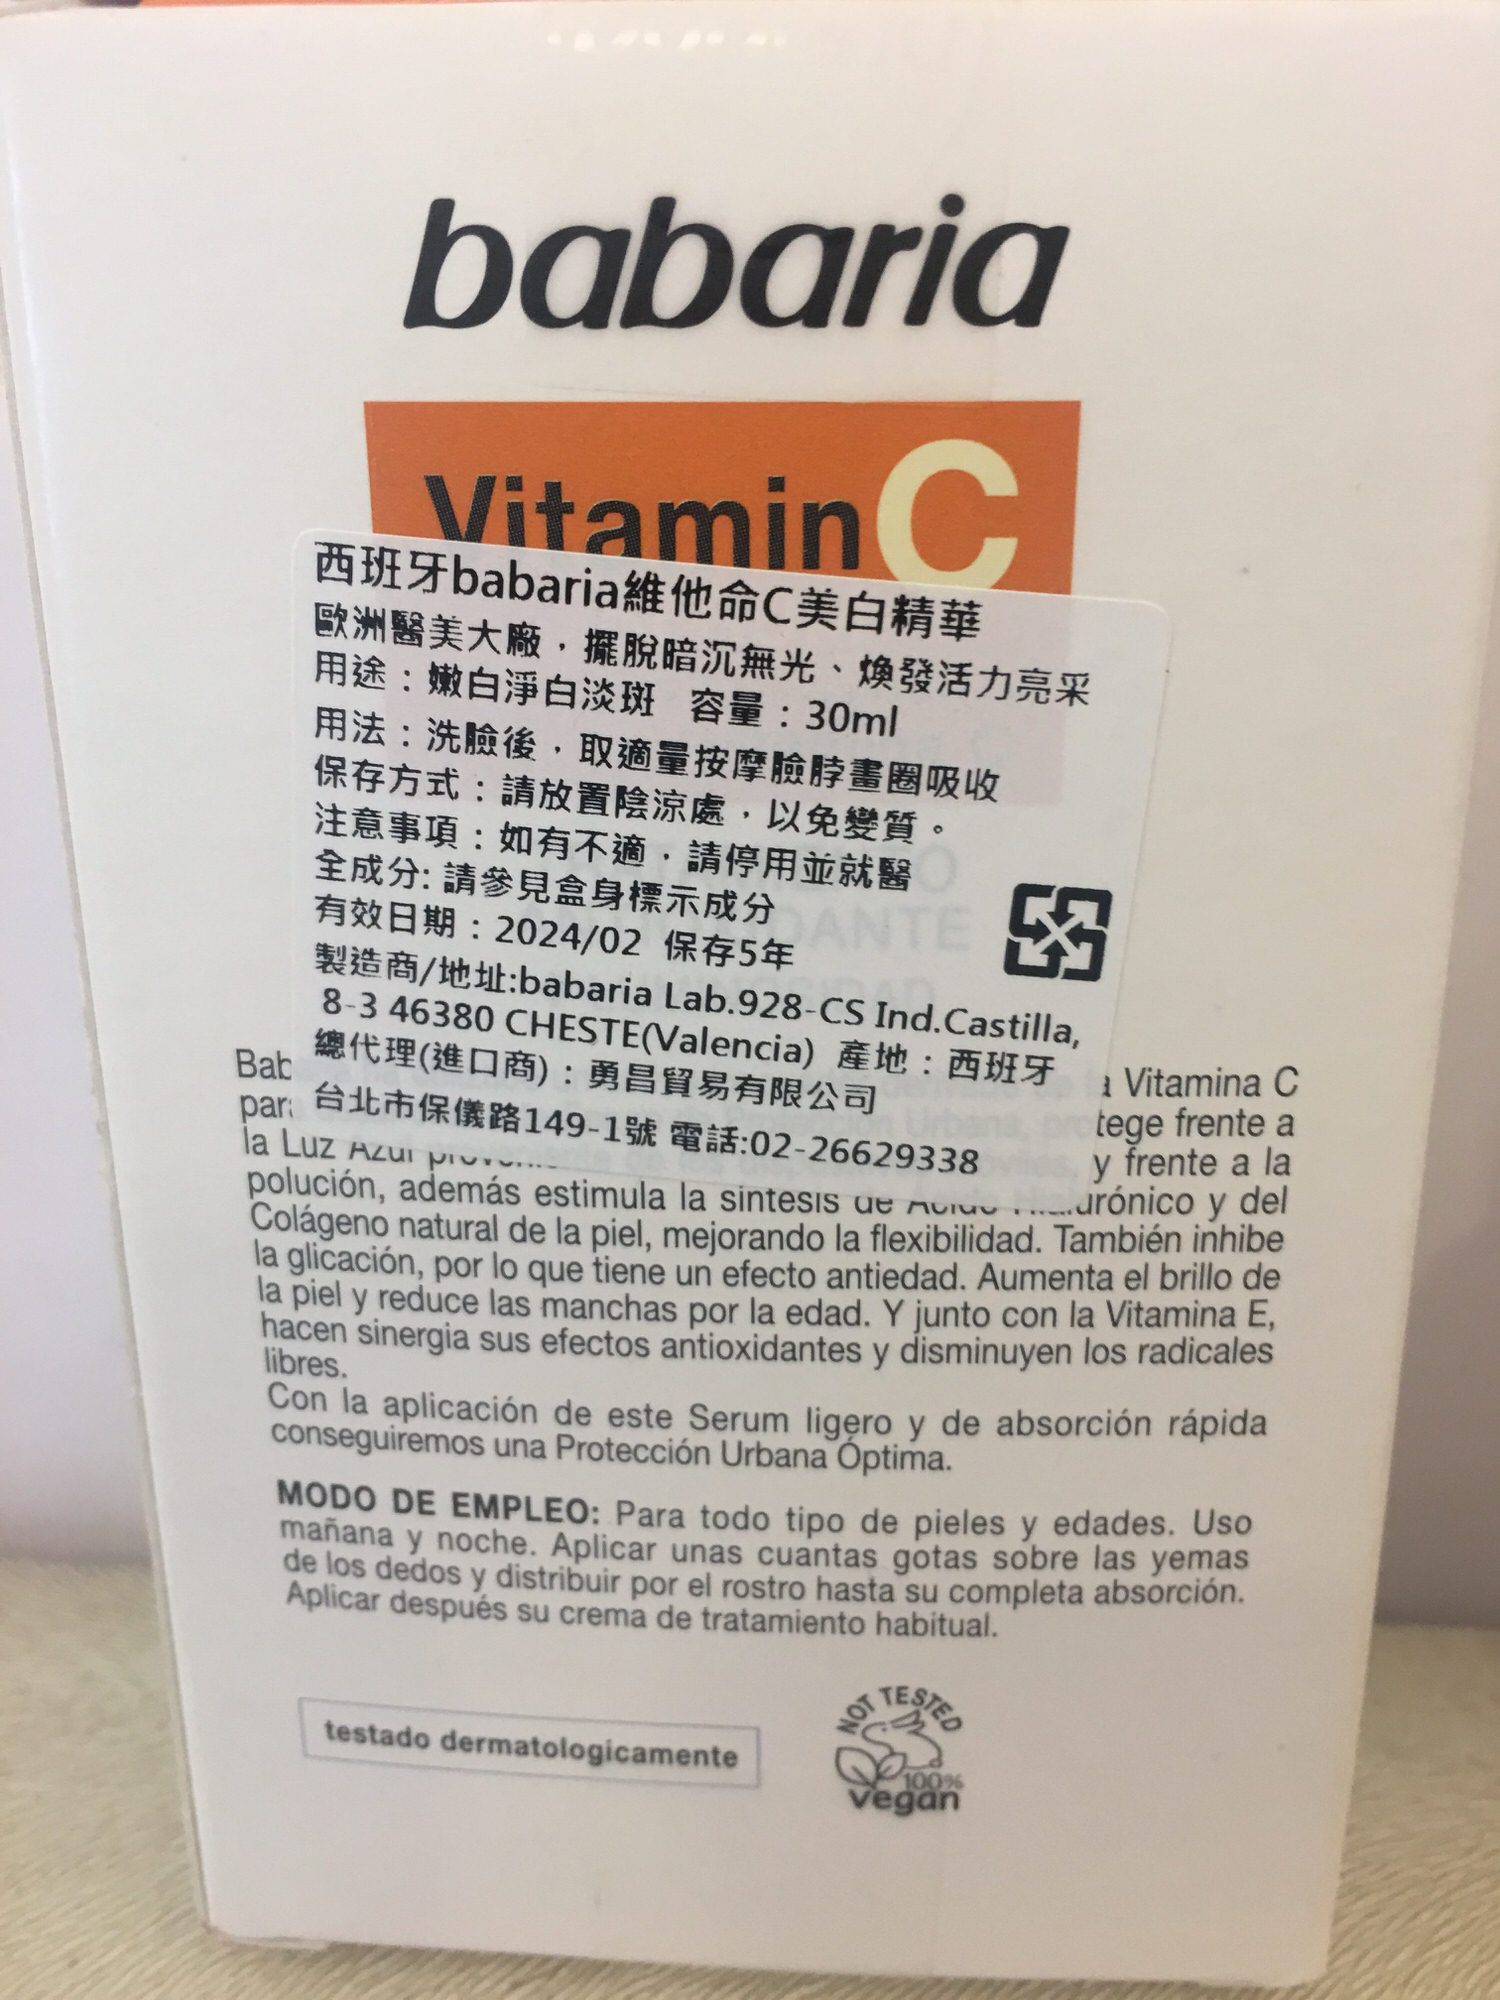 babaria
Vitamin C
西班牙babaria維他命C美白精華
歐洲醫美大廠，擺脫暗沉無光、煥發活力亮采
用途：嫩白淨白淡斑 容量：30ml
用法：洗臉後，取適量按摩臉脖畫圈吸收
保存方式：請放置陰涼處，以免變質。
注意事項：如有不適，請停用並就醫
全成分: 請參見盒身標示成分
有效日期：2024/02 保存5年
製造商/地址:babaria Lab.928-CS Ind.Castilla,
8-3 46380 CHESTE(Valencia) 產地：西班牙
總代理(進口商)：勇昌貿易有限公司
台北市保儀路149-1號 電話:02-26629338
Vitamina C
tege frente a
la Luz Azul y frente a la
polución, además estimula la síntesis de Ácido Hialurónico y del
Colágeno natural de la piel, mejorando la flexibilidad. También inhibe
la glicación, por lo que tiene un efecto antiedad. Aumenta el brillo de
la piel y reduce las manchas por la edad. Y junto con la Vitamina E,
hacen sinergia sus efectos antioxidantes y disminuyen los radicales
libres.
Con la aplicación de este Serum ligero y de absorción rápida
conseguiremos una Protección Urbana Óptima.
MODO DE EMPLEO: Para todo tipo de pieles y edades. Uso
mañana y noche. Aplicar unas cuantas gotas sobre las yemas
de los dedos y distribuir por el rostro hasta su completa absorción.
Aplicar después su crema de tratamiento habitual.
testado dermatologicamente
NOT TESTED
100%
vegan